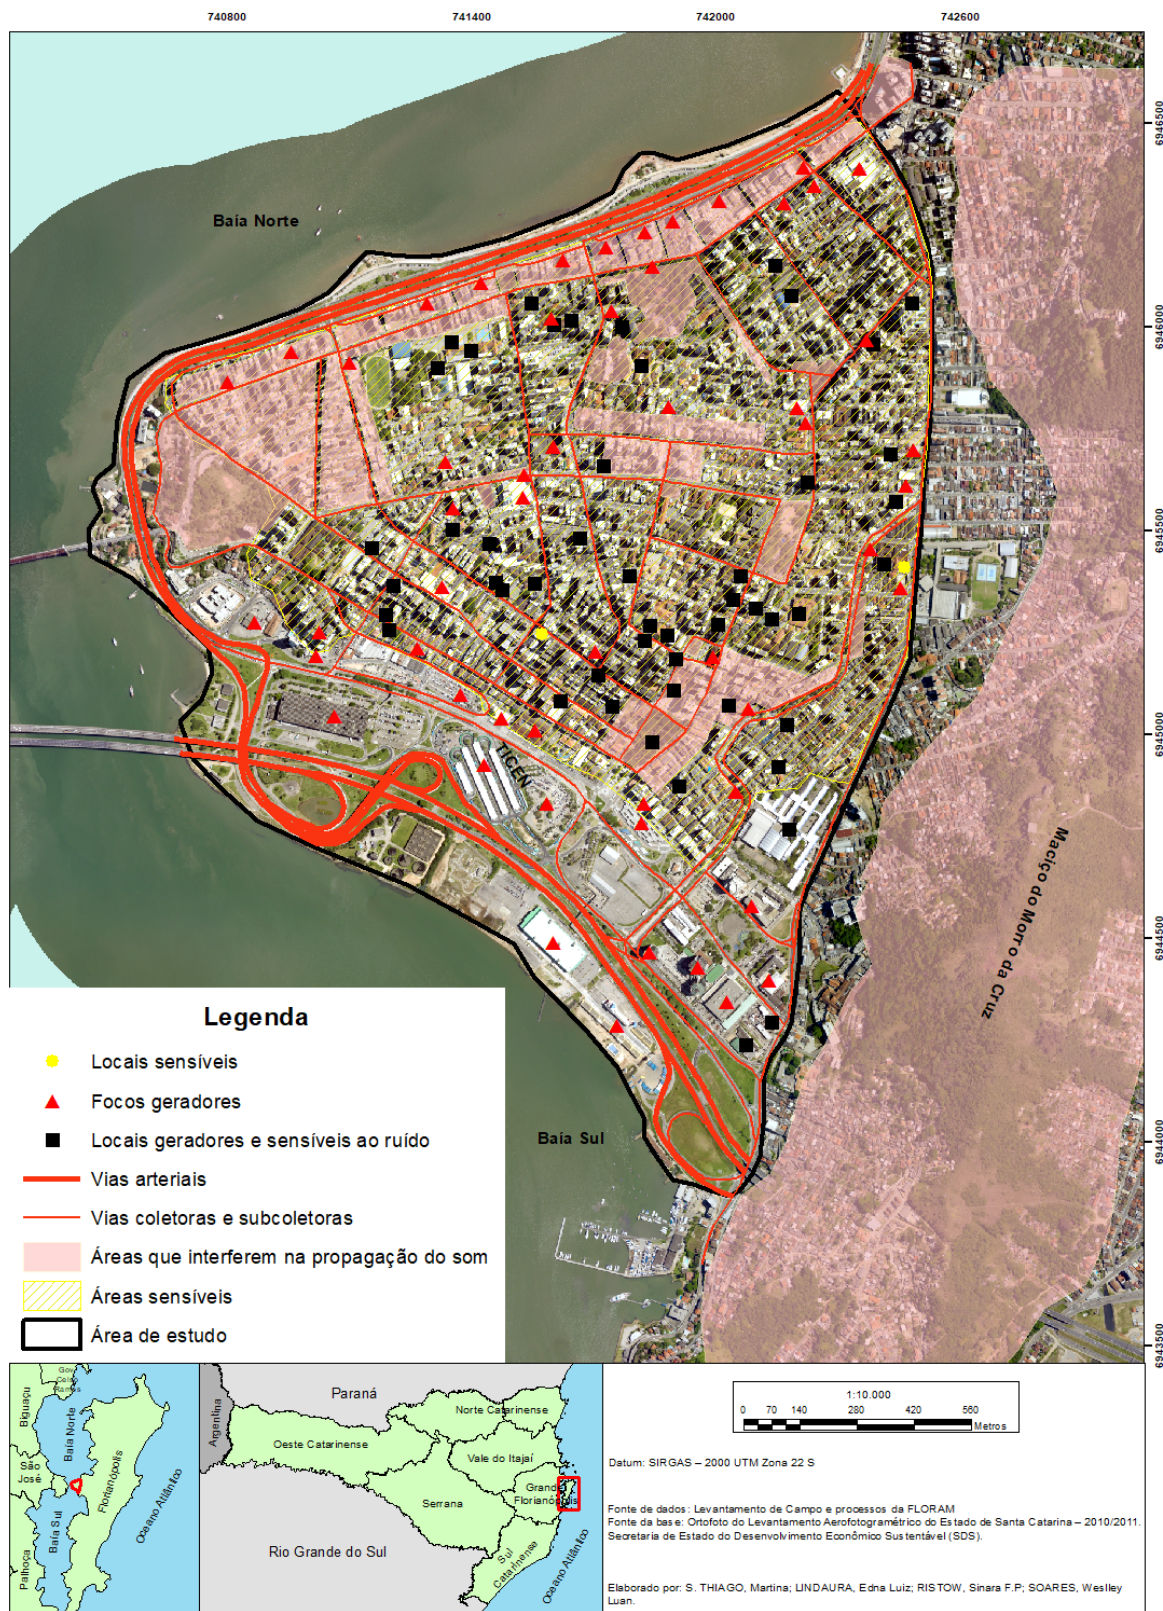 740800
741400
742000
742600
6946500
Baía Norte
6946000
6945500
6945000
TICEN
Maciço do Morro da Cruz
6944500
Baía Sul
6944000
6943500
Legenda
Locais sensíveis
Focos geradores
Locais geradores e sensíveis ao ruído
Vias arteriais
Vias coletoras e subcoletoras
Áreas que interferem na propagação do som
Áreas sensíveis
Área de estudo
Gov.
Celso
Ramos
Biguaçu
Baía Norte
São
José
Florianópolis
Baía Sul
Palhoça
Oceano Atlântico
Argentina
Paraná
Norte Catarinense
Oeste Catarinense
Vale do Itajaí
Grande
Florianópolis
Serrana
Sul
Catarinense
Rio Grande do Sul
Oceano Atlântico
1:10.000
0 70 140 280 420 560
Metros
Datum: SIRGAS – 2000 UTM Zona 22 S
Fonte de dados: Levantamento de Campo e processos da FLORAM
Fonte da base: Ortofoto do Levantamento Aerofotogramétrico do Estado de Santa Catarina – 2010/2011.
Secretaria de Estado do Desenvolvimento Econômico Sustentável (SDS).
Elaborado por: S. THIAGO, Martina; LINDAURA, Edna Luiz; RISTOW, Sinara F.P; SOARES, Weslley
Luan.